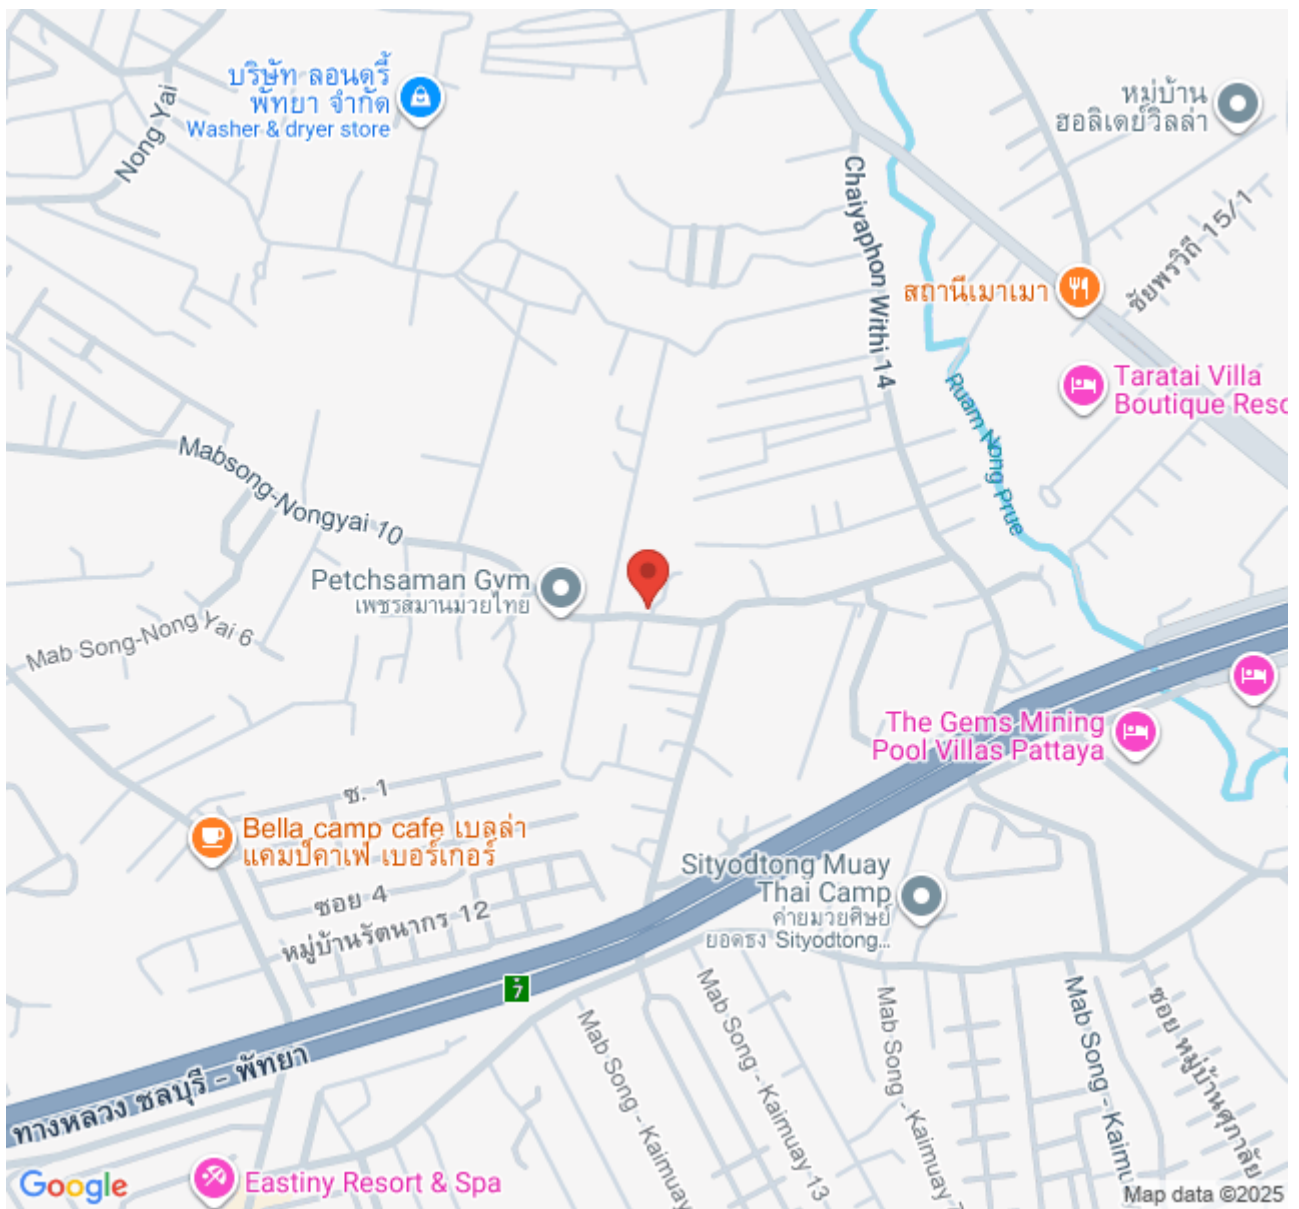 บริษัท ลอนดรี้
พัทยา จำกัด
Washer & dryer store
Nong Yai
หมู่บ้าน
ฮอลิเดย์วิลล่า
Chaiyaphon Withi 14
ชัยพรวิถี 15/1
สถานีเมาเมา
Taratai Villa
Boutique Reso
Ruam Nong Prue
Mabsong-Nongyai 10
Petchsaman Gym
เพชรสมานมวยไทย
Mab Song-Nong Yai 6
The Gems Mining
Pool Villas Pattaya
ซ. 1
Bella camp cafe เบลล่า
แคมป์คาเฟ่ เบอร์เกอร์
ซอย 4
หมู่บ้านรัตนากร 12
Sityodtong Muay
Thai Camp
ค่ายมวยศิษย์
ยอดธง Sityodtong...
7
ทางหลวง ชลบุรี - พัทยา
Mab Song - Kaimuay
Mab Song - Kaimuay 13
Mab Song - Kaimuay 7
Mab Song - Kaimu
ซอย หมู่บ้านศุภาลัย
Eastiny Resort & Spa
Google
Map data ©2025